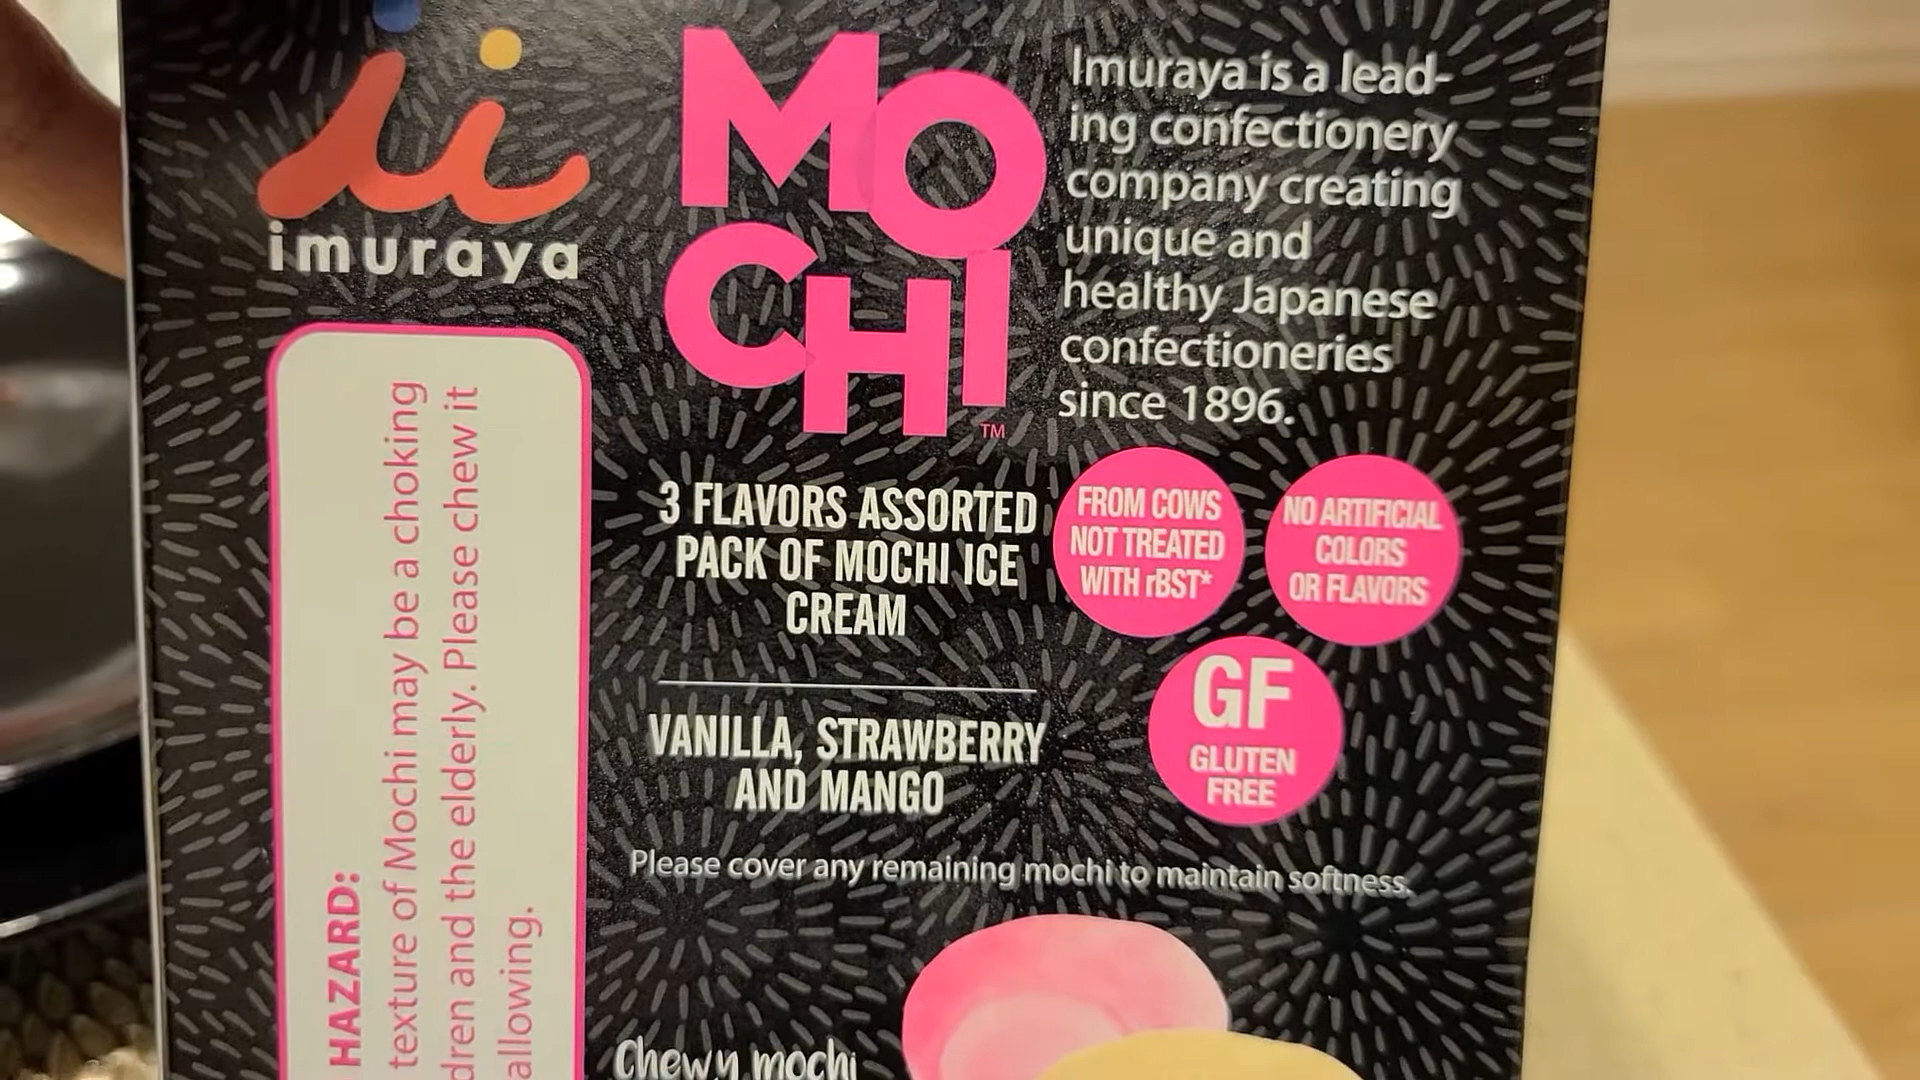 imuraya
MO
CHI
TM
Imuraya is a lead-
ing confectionery
company creating
unique and
healthy Japanese
confectioneries
since 1896.
3 FLAVORS ASSORTED
PACK OF MOCHI ICE
CREAM
VANILLA, STRAWBERRY
AND MANGO
FROM COWS
NOT TREATED
WITH rBST*
NO ARTIFICIAL
COLORS
OR FLAVORS
GF
GLUTEN
FREE
Please cover any remaining mochi to maintain softness.
Chewy mochi
HAZARD:
texture of Mochi may be a choking
dren and the elderly. Please chew it
allowing.